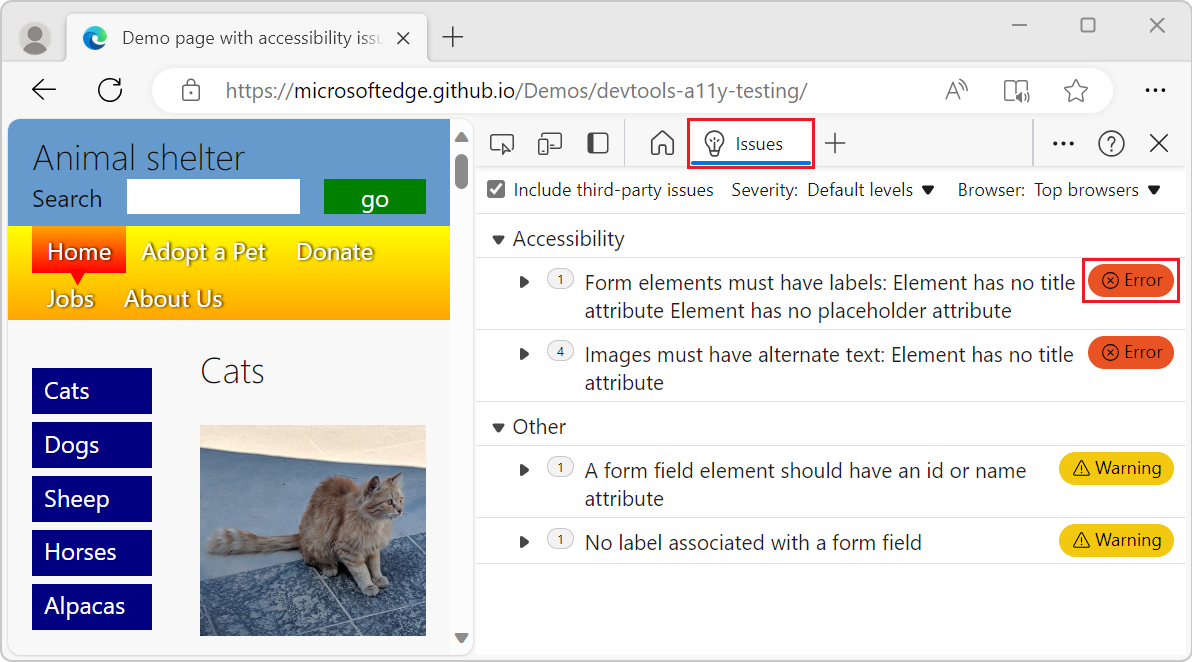 Demo page with accessibility issu
https://microsoftedge.github.io/Demos/devtools-a11y-testing/
Animal shelter
Search
go
Home Adopt a Pet Donate
Jobs About Us
Cats
Dogs
Sheep
Horses
Alpacas
Cats
Issues
Include third-party issues Severity: Default levels Browser: Top browsers
Accessibility
1 Form elements must have labels: Element has no title Error
attribute Element has no placeholder attribute
4 Images must have alternate text: Element has no title Error
attribute
Other
1 A form field element should have an id or name Warning
attribute
1 No label associated with a form field Warning